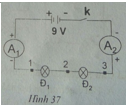 + - k
9 V
A₁ A₂
1 2 3
Đ₁ Đ₂
Hình 37